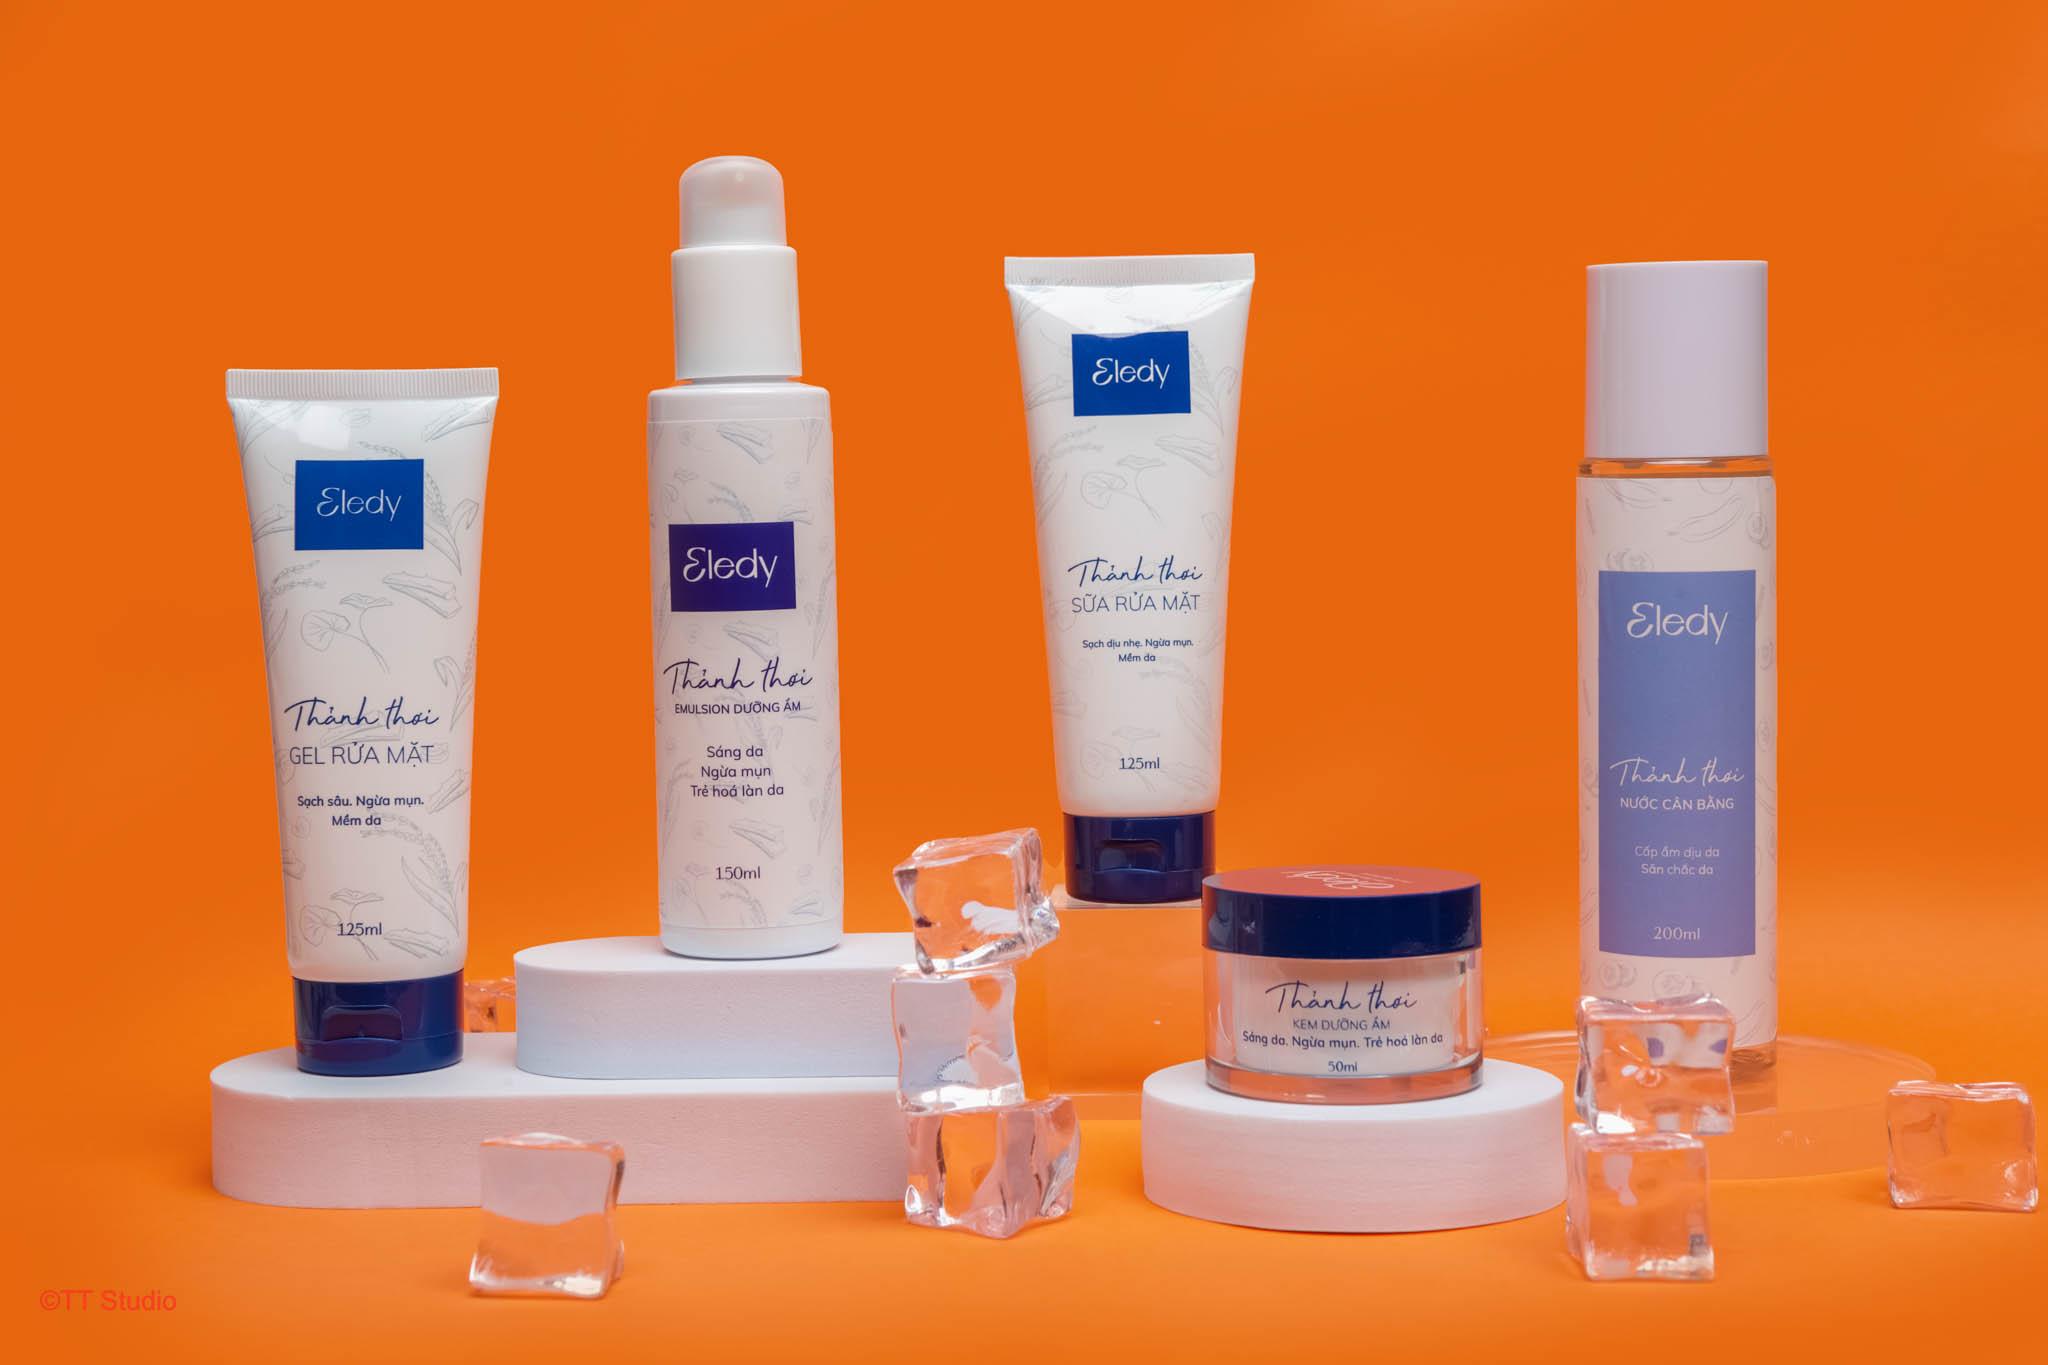 Eledy
Thảnh thơi
GEL RỬA MẶT
Sạch sâu. Ngừa mụn.
Mềm da
125ml
Eledy
Thảnh thơi
EMULSION DƯỠNG ẨM
Sáng da
Ngừa mụn
Trẻ hoá làn da
150ml
Eledy
Thảnh thơi
SỮA RỬA MẶT
Sạch dịu nhẹ. Ngừa mụn.
Mềm da
125ml
Eledy
Thảnh thơi
KEM DƯỠNG ẨM
Sáng da. Ngừa mụn. Trẻ hoá làn da
50ml
Eledy
Thảnh thơi
NƯỚC CÂN BẰNG
Cấp ẩm dịu da
Săn chắc da
200ml
©TT Studio